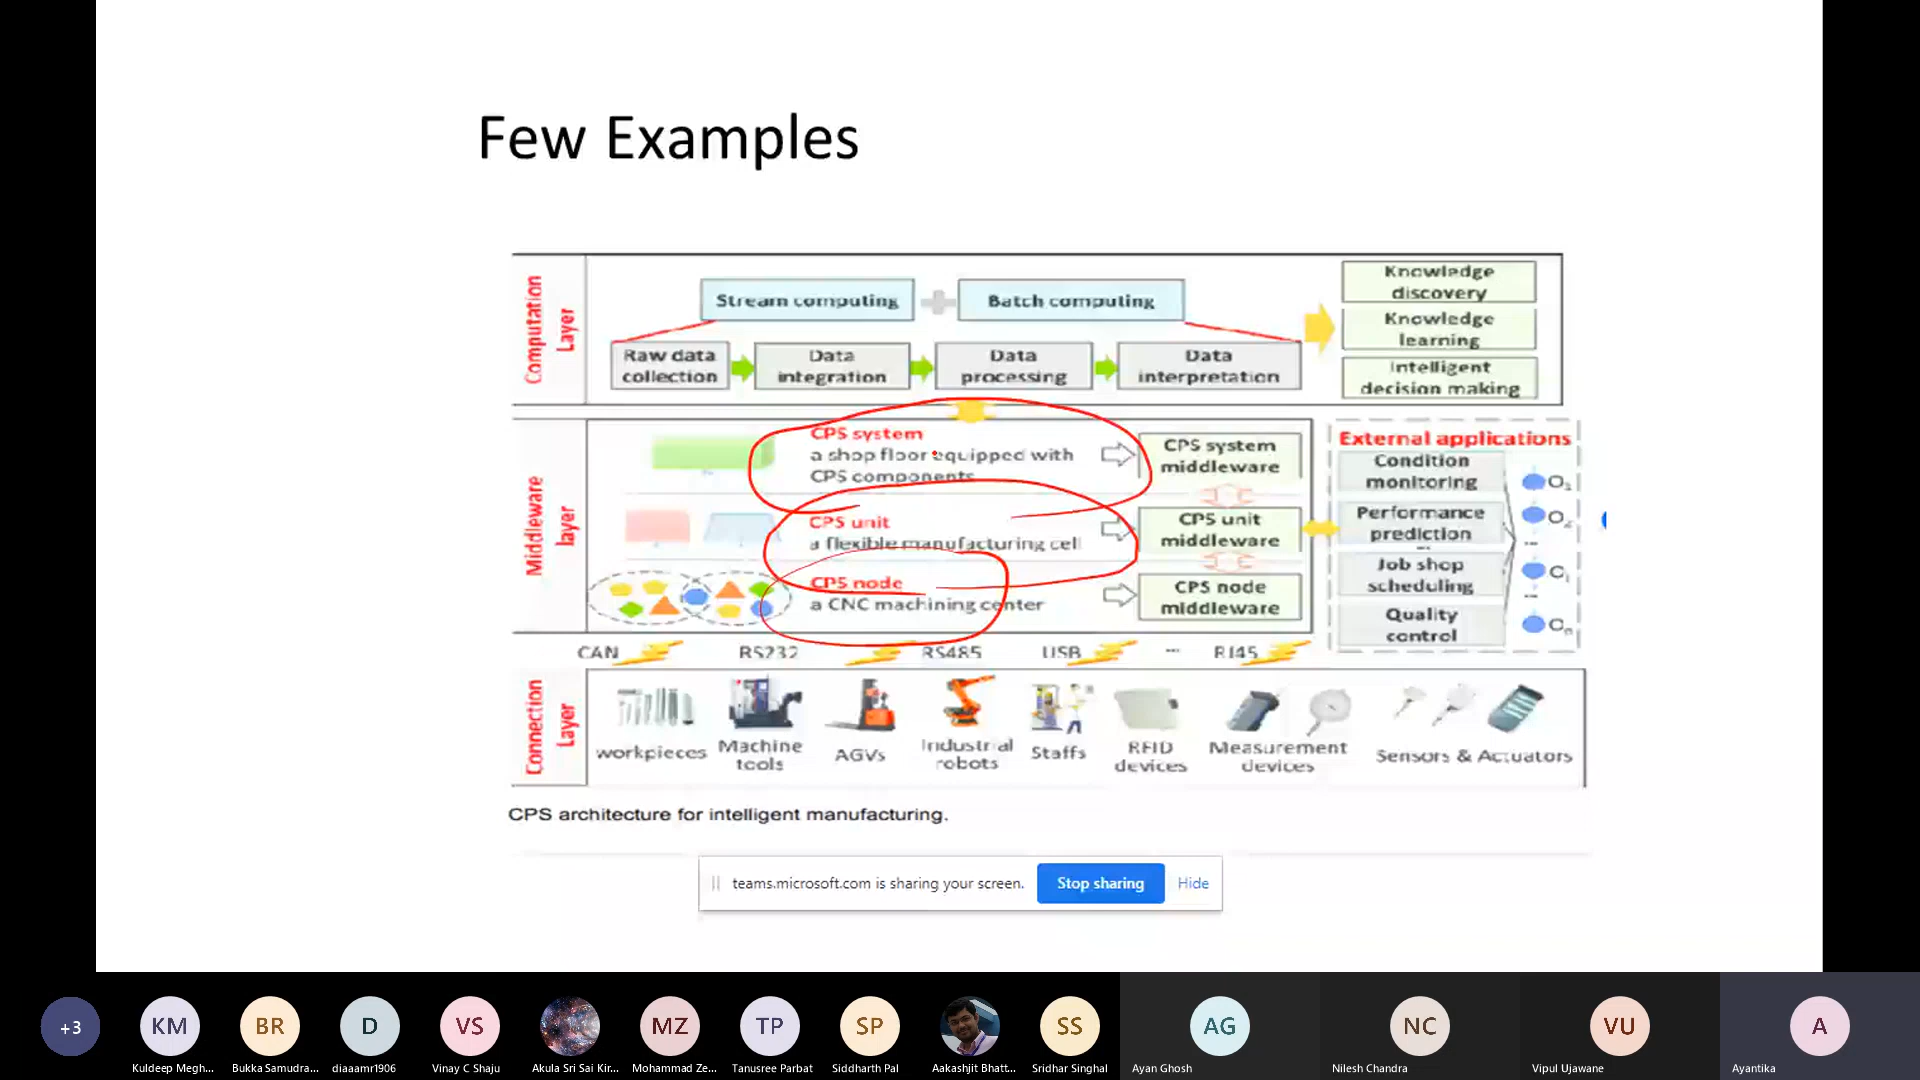 Few Examples
Computation
Layer
Stream computing
Batch computing
Raw data
collection
Data
integration
Data
processing
Data
interpretation
Knowledge
discovery
Knowledge
learning
Intelligent
decision making
Middleware
layer
CPS system
a shop floor equipped with
CPS components
CPS system
middleware
CPS unit
a flexible manufacturing cell
CPS unit
middleware
CPS node
a CNC machining center
CPS node
middleware
External applications
Condition
monitoring
Performance
prediction
...
Job shop
scheduling
Quality
control
CAN RS232 RS485 USB ... RJ45
Connection
Layer
workpieces
Machine
tools
AGVs
Industrial
robots
Staffs
RFID
devices
Measurement
devices
Sensors & Actuators
CPS architecture for intelligent manufacturing.
teams.microsoft.com is sharing your screen. Stop sharing Hide
+3 KM BR D VS MZ TP SP SS AG NC VU A
Kuldeep Megh... Bukka Samudra... diaaamr1906 Vinay C Shaju Akula Sri Sai Kir... Mohammad Ze... Tanusree Parbat Siddharth Pal Aakashjit Bhatt... Sridhar Singhal Ayan Ghosh Nilesh Chandra Vipul Ujawane Ayantika